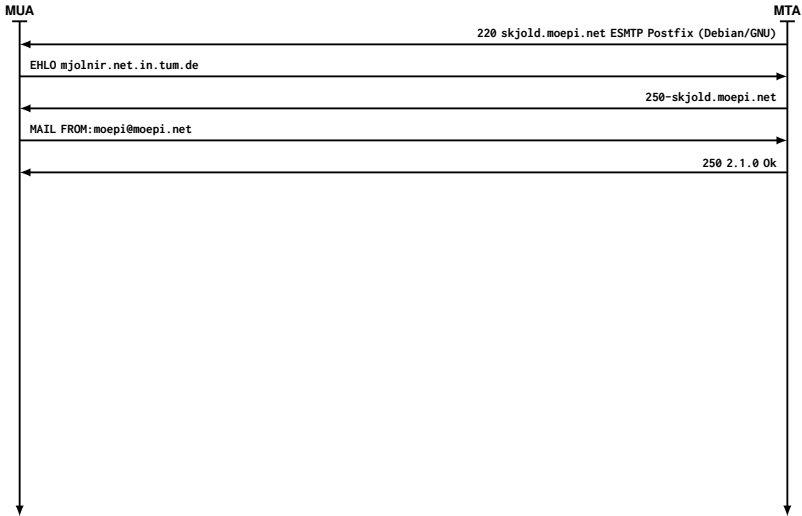 MUA
MTA
220 skjold.moepi.net ESMTP Postfix (Debian/GNU)
EHLO mjolnir.net.in.tum.de
250-skjold.moepi.net
MAIL FROM:moepi@moepi.net
250 2.1.0 Ok